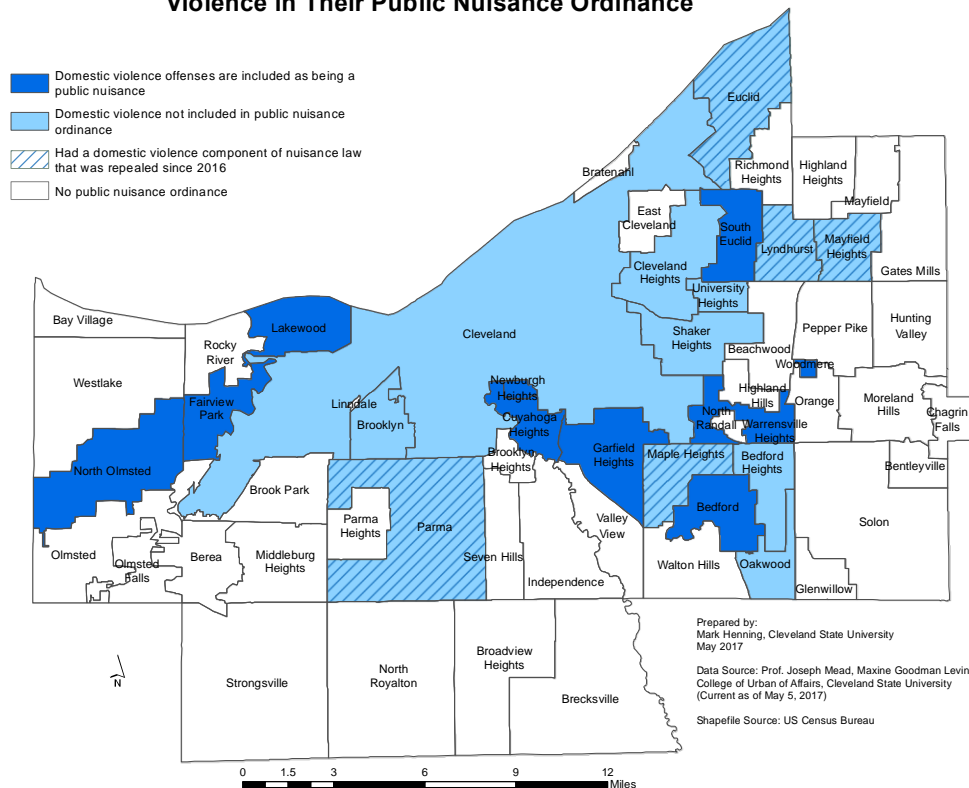 Violence in Their Public Nuisance Ordinance
Domestic violence offenses are included as being a
public nuisance
Domestic violence not included in public nuisance
ordinance
Had a domestic violence component of nuisance law
that was repealed since 2016
No public nuisance ordinance
Euclid
Bratenahl
Richmond
Heights
Highland
Heights
Mayfield
East
Cleveland
South
Euclid
Lyndhurst
Mayfield
Heights
Gates Mills
Cleveland
Heights
University
Heights
Bay Village
Lakewood
Rocky
River
Cleveland
Shaker
Heights
Beachwood
Pepper Pike
Hunting
Valley
Woodmere
Westlake
Fairview
Park
Linndale
Brooklyn
Newburgh
Heights
Cuyahoga
Heights
Highland
Hills
Orange
Moreland
Hills
Chagrin
Falls
North
Randall
Warrensville
Heights
Garfield
Heights
Maple Heights
Bedford
Heights
Brooklyn
Heights
Bentleyville
North Olmsted
Brook Park
Parma
Heights
Parma
Bedford
Valley
View
Solon
Olmsted
Olmsted
Falls
Berea
Middleburg
Heights
Seven Hills
Independence
Walton Hills
Oakwood
Glenwillow
Strongsville
North
Royalton
Broadview
Heights
Brecksville
Prepared by:
Mark Henning, Cleveland State University
May 2017
Data Source: Prof. Joseph Mead, Maxine Goodman Levin
College of Urban of Affairs, Cleveland State University
(Current as of May 5, 2017)
Shapefile Source: US Census Bureau
N
0 1.5 3 6 9 12
Miles